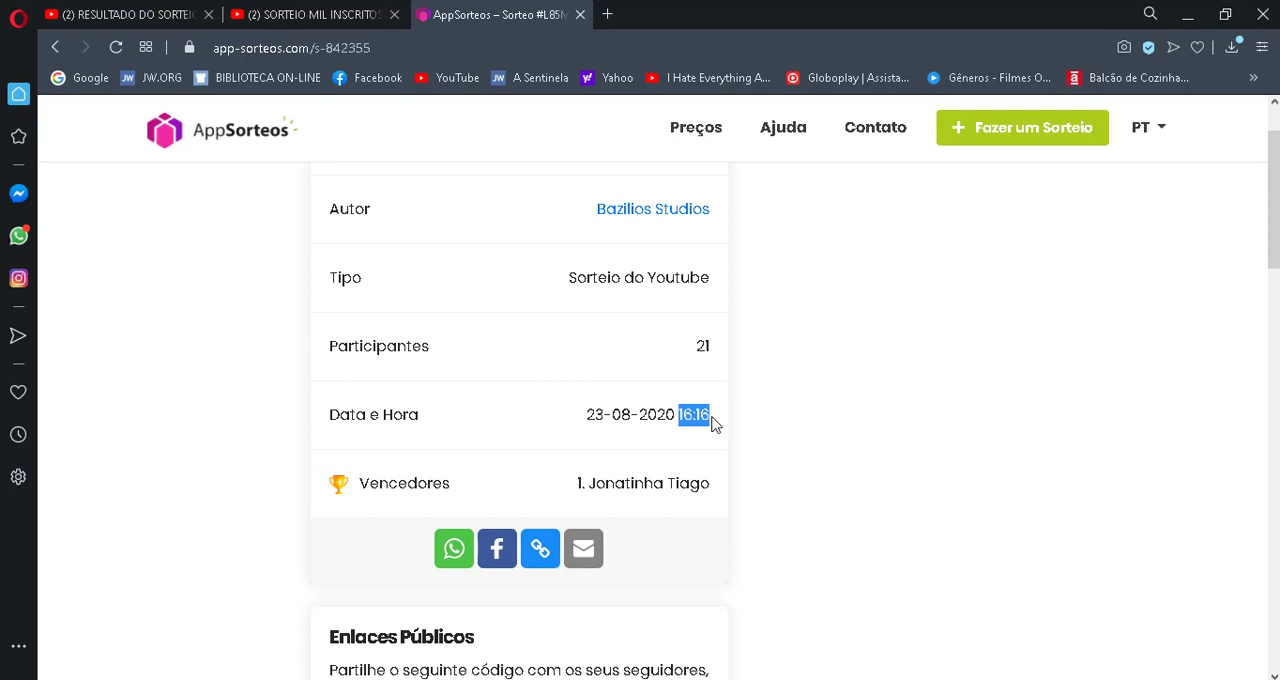 (2) RESULTADO DO SORTEIO
(2) SORTEIO MIL INSCRITOS
AppSorteos – Sorteo #L85M
app-sorteos.com/s-842355
Google
JW.ORG
BIBLIOTECA ON-LINE
Facebook
YouTube
A Sentinela
Yahoo
I Hate Everything A...
Globoplay | Assista...
Gêneros - Filmes O...
Balcão de Cozinha...
AppSorteos
Preços
Ajuda
Contato
+ Fazer um Sorteio
PT
Autor
Bazilios Studios
Tipo
Sorteio do Youtube
Participantes
21
Data e Hora
23-08-2020 16:16
Vencedores
1. Jonatinha Tiago
Enlaces Públicos
Partilhe o seguinte código com os seus seguidores,